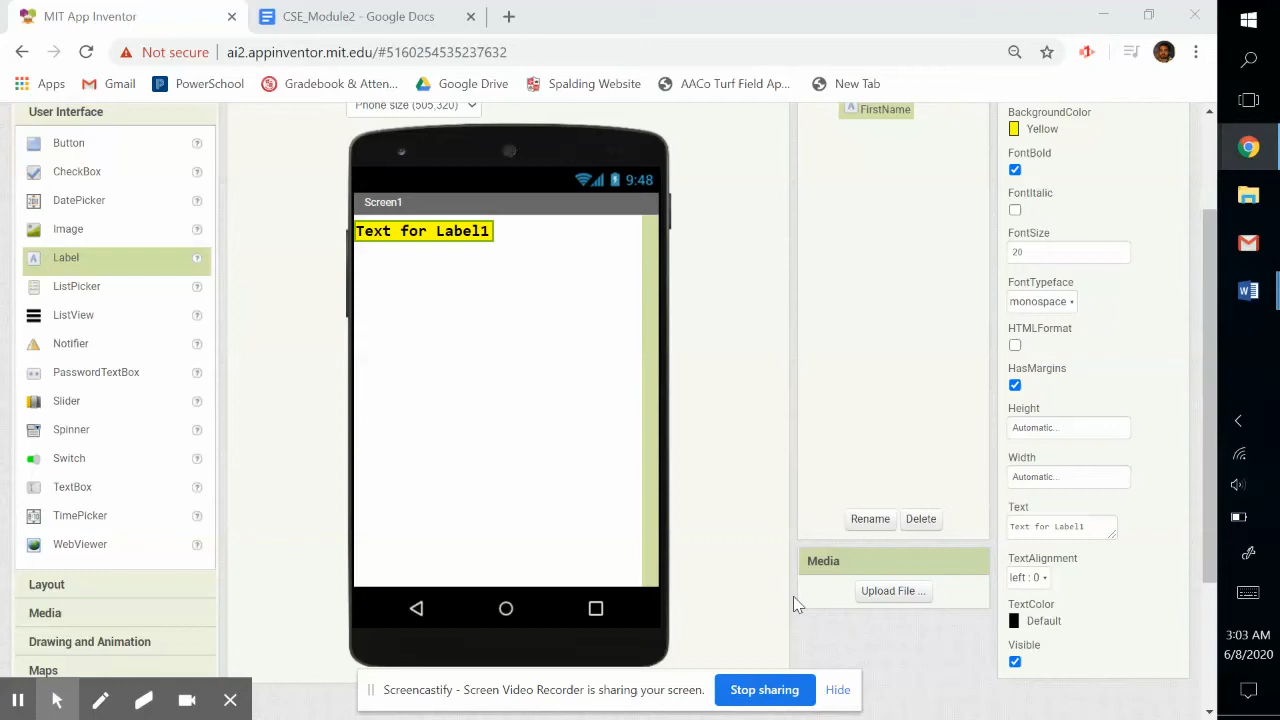 MIT App Inventor
CSE_Module2 - Google Docs
Not secure
ai2.appinventor.mit.edu/#5160254535237632
Apps
Gmail
PowerSchool
Gradebook & Atten...
Google Drive
Spalding Website
AACo Turf Field Ap...
New Tab
User Interface
Button
CheckBox
DatePicker
Image
Label
ListPicker
ListView
Notifier
PasswordTextBox
Slider
Spinner
Switch
TextBox
TimePicker
WebViewer
Layout
Media
Drawing and Animation
Maps
Phone size (505,320)
9:48
Screen1
Text for Label1
FirstName
Rename
Delete
Media
Upload File ...
BackgroundColor
Yellow
FontBold
FontItalic
FontSize
20
FontTypeface
monospace
HTMLFormat
HasMargins
Height
Automatic...
Width
Automatic...
Text
Text for Label1
TextAlignment
left : 0
TextColor
Default
Visible
Screencastify - Screen Video Recorder is sharing your screen.
Stop sharing
Hide
3:03 AM
6/8/2020